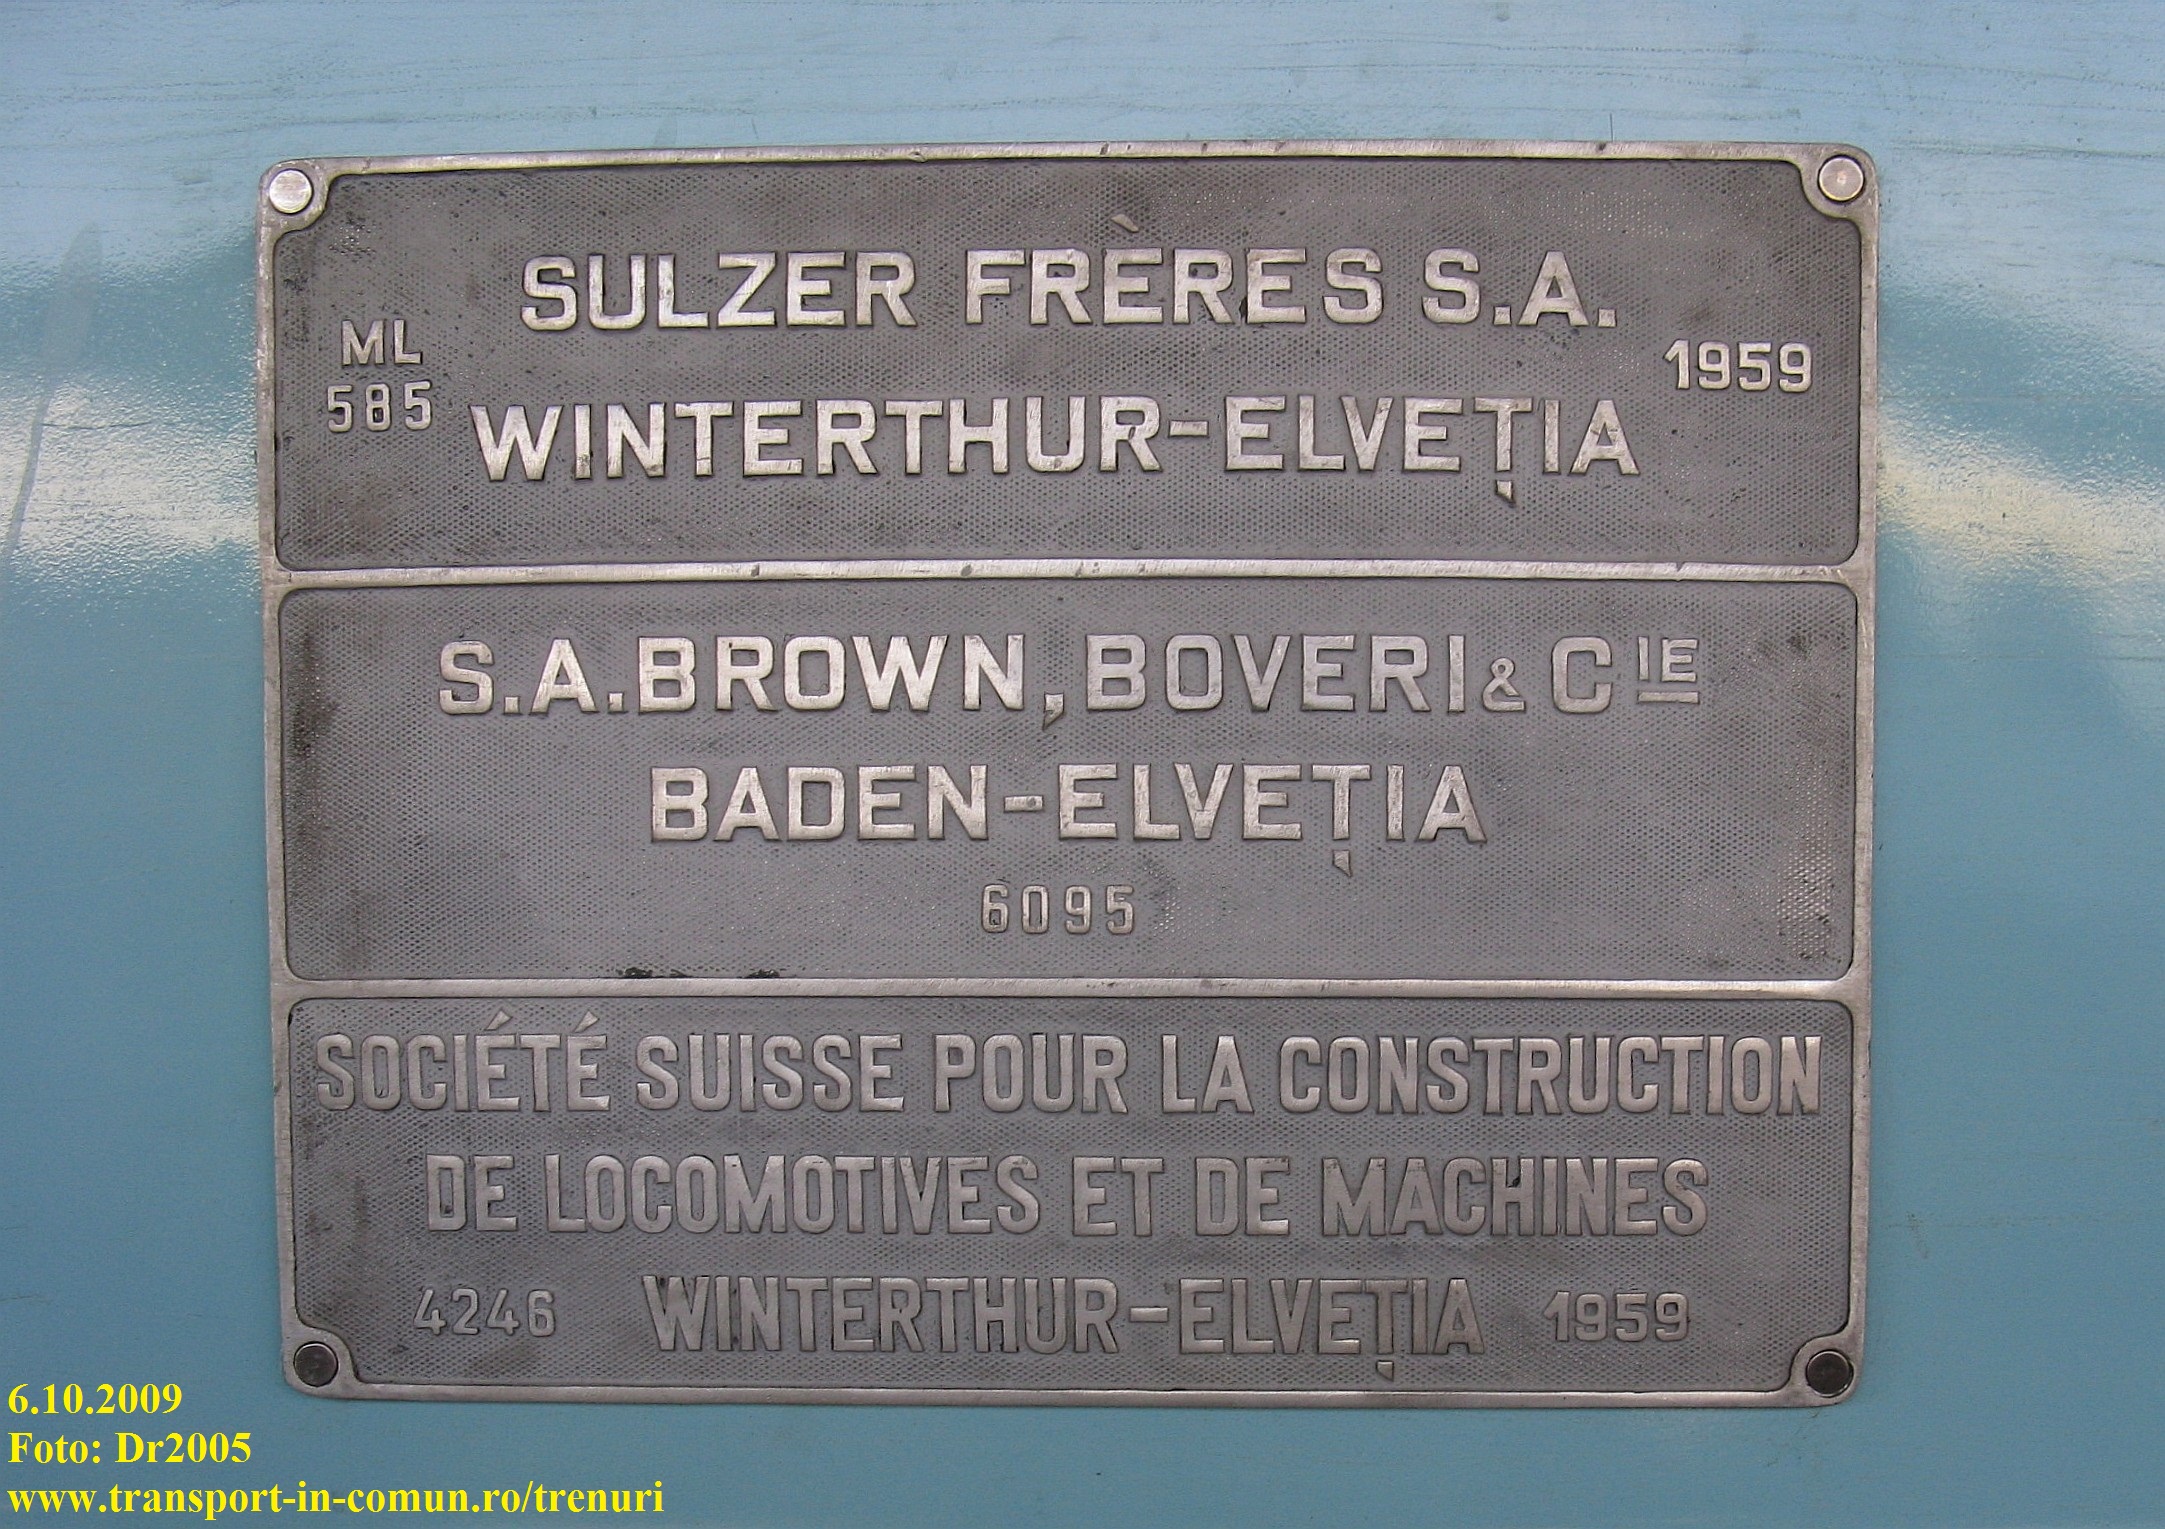 SULZER FRÈRES S.A.
ML
585
1959
WINTERTHUR-ELVEȚIA
S.A. BROWN, BOVERI & CIE
BADEN-ELVEȚIA
6095
SOCIÉTÉ SUISSE POUR LA CONSTRUCTION
DE LOCOMOTIVES ET DE MACHINES
4246 WINTERTHUR-ELVEȚIA 1959
6.10.2009
Foto: Dr2005
www.transport-in-comun.ro/trenuri